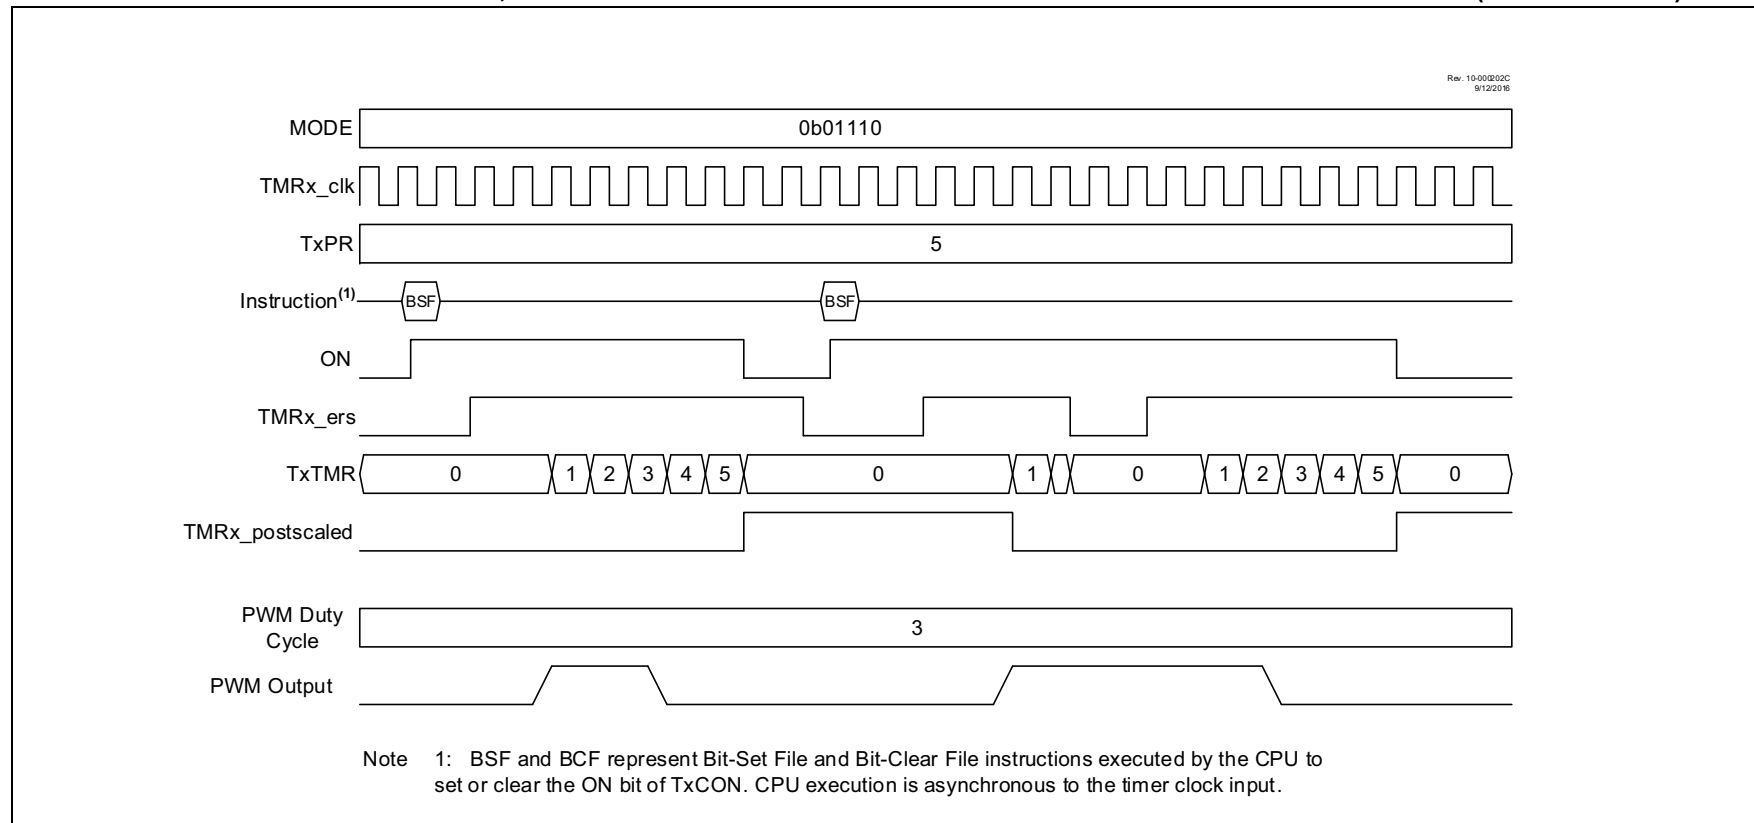 Rev. 10-000202C
9/12/2016
MODE 0b01110
TMRx_clk
TxPR 5
Instruction(1) BSF BSF
ON
TMRx_ers
TxTMR 0 1 2 3 4 5 0 1 0 1 2 3 4 5 0
TMRx_postscaled
PWM Duty
Cycle 3
PWM Output
Note 1: BSF and BCF represent Bit-Set File and Bit-Clear File instructions executed by the CPU to
set or clear the ON bit of TxCON. CPU execution is asynchronous to the timer clock input.